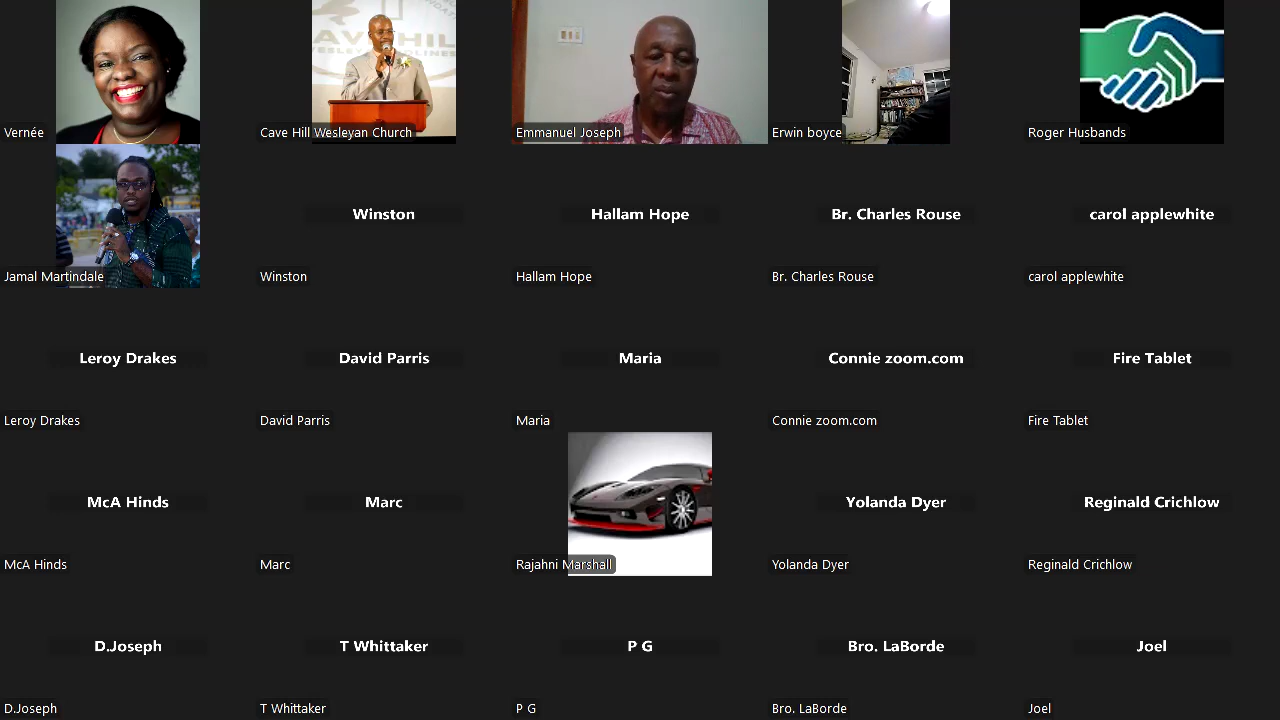 AVE HIL
Vernée
Cave Hill Wesleyan Church
Emmanuel Joseph
Erwin boyce
Roger Husbands
Winston
Hallam Hope
Br. Charles Rouse
carol applewhite
Jamal Martindale
Winston
Hallam Hope
Br. Charles Rouse
carol applewhite
Leroy Drakes
David Parris
Maria
Connie zoom.com
Fire Tablet
Leroy Drakes
David Parris
Maria
Connie zoom.com
Fire Tablet
McA Hinds
Marc
Yolanda Dyer
Reginald Crichlow
McA Hinds
Marc
Rajahni Marshall
Yolanda Dyer
Reginald Crichlow
D.Joseph
T Whittaker
P G
Bro. LaBorde
Joel
D.Joseph
T Whittaker
P G
Bro. LaBorde
Joel